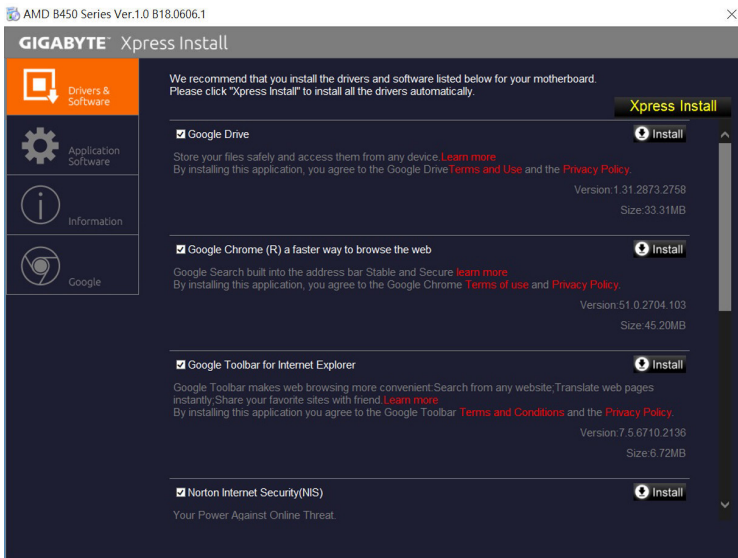 AMD B450 Series Ver.1.0 B18.0606.1
GIGABYTE™ Xpress Install
Drivers &
Software
Application
Software
Information
Google
We recommend that you install the drivers and software listed below for your motherboard.
Please click "Xpress Install" to install all the drivers automatically.
Xpress Install
Google Drive
Install
Store your files safely and access them from any device.Learn more
By installing this application, you agree to the Google DriveTerms and Use and the Privacy Policy.
Version:1.31.2873.2758
Size:33.31MB
Google Chrome (R) a faster way to browse the web
Install
Google Search built into the address bar Stable and Secure learn more
By installing this application, you agree to the Google Chrome Terms of use and Privacy Policy.
Version:51.0.2704.103
Size:45.20MB
Google Toolbar for Internet Explorer
Install
Google Toolbar makes web browsing more convenient:Search from any website;Translate web pages
instantly;Share your favorite sites with friend.Learn more
By installing this application you agree to the Google Toolbar Terms and Conditions and the Privacy Policy.
Version:7.5.6710.2136
Size:6.72MB
Norton Internet Security(NIS)
Install
Your Power Against Online Threat.